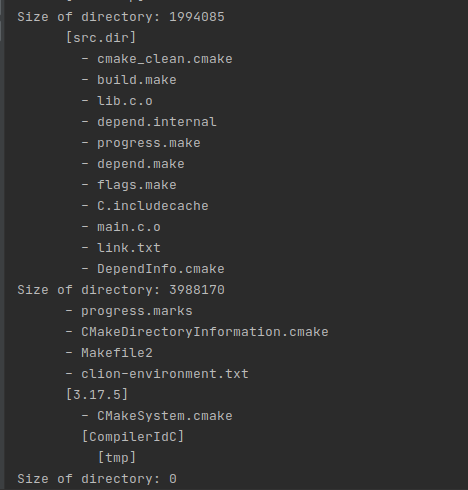 Size of directory: 1994085
[src.dir]
- cmake_clean.cmake
- build.make
- lib.c.o
- depend.internal
- progress.make
- depend.make
- flags.make
- C.includecache
- main.c.o
- link.txt
- DependInfo.cmake
Size of directory: 3988170
- progress.marks
- CMakeDirectoryInformation.cmake
- Makefile2
- clion-environment.txt
[3.17.5]
- CMakeSystem.cmake
[CompilerIdC]
[tmp]
Size of directory: 0